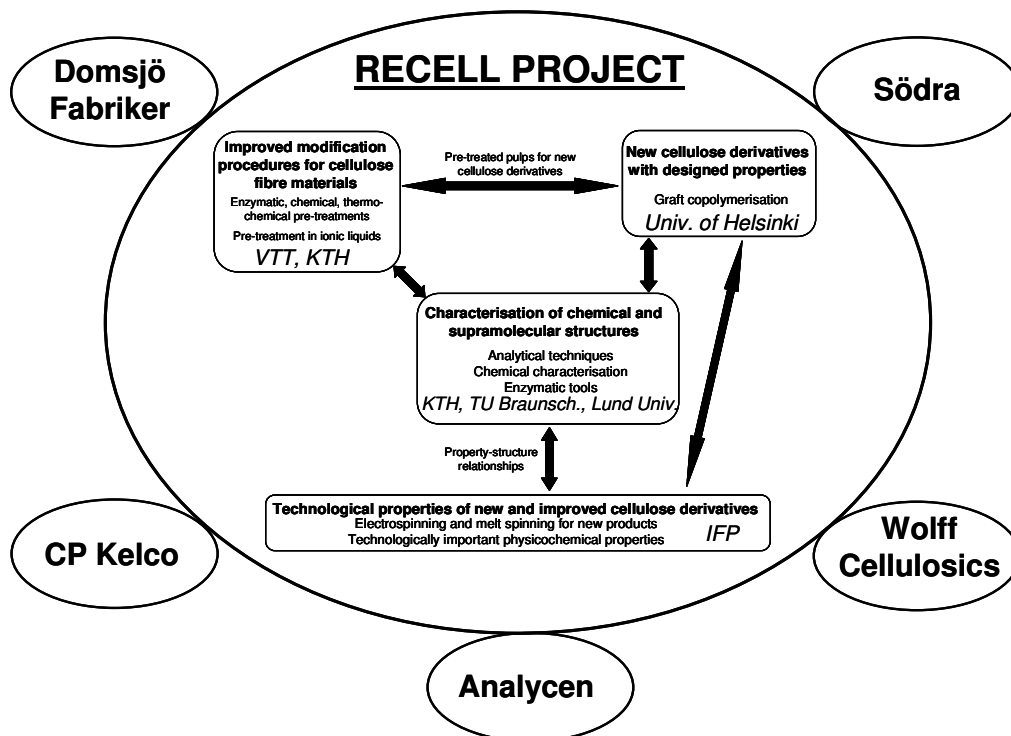 RECELL PROJECT
Domsjö
Fabriker
Södra
Improved modification
procedures for cellulose
fibre materials
Enzymatic, chemical, thermo-
chemical pre-treatments
Pre-treatment in ionic liquids
VTT, KTH
Pre-treated pulps for new
cellulose derivatives
New cellulose derivatives
with designed properties
Graft copolymerisation
Univ. of Helsinki
Characterisation of chemical and
supramolecular structures
Analytical techniques
Chemical characterisation
Enzymatic tools
KTH, TU Braunsch., Lund Univ.
Property-structure
relationships
Technological properties of new and improved cellulose derivatives
Electrospinning and melt spinning for new products
Technologically important physicochemical properties
IFP
CP Kelco
Wolff
Cellulosics
Analycen